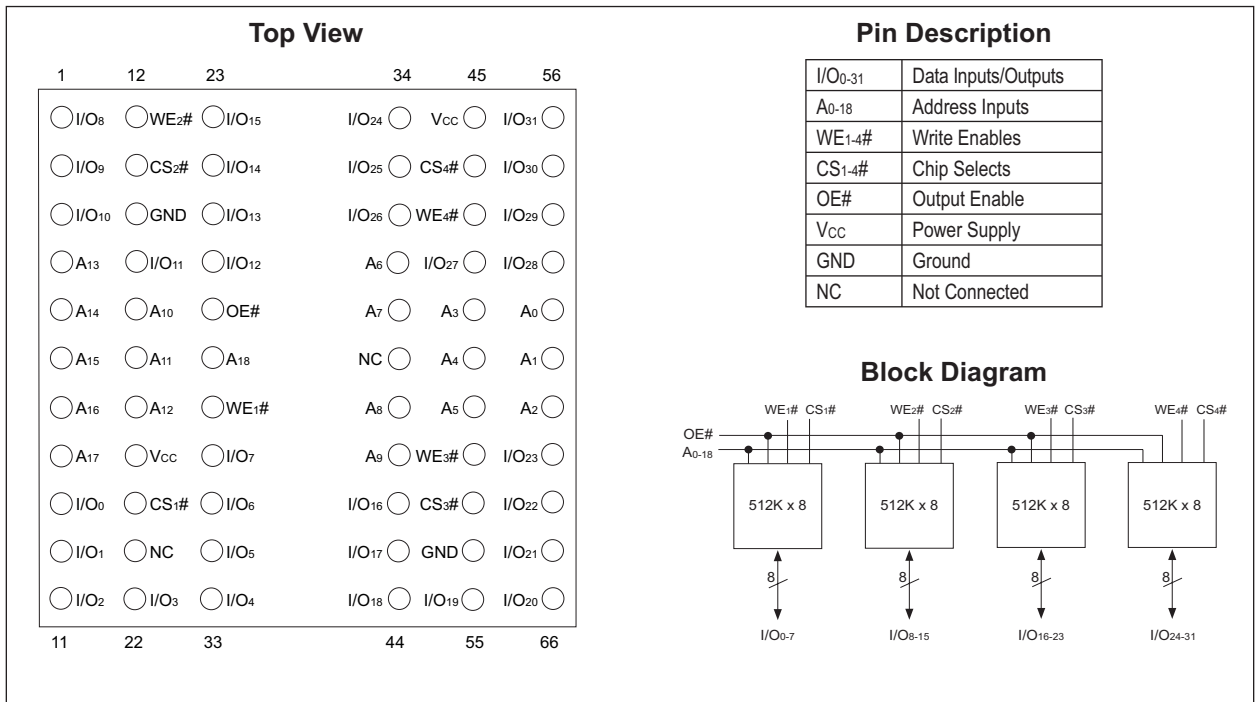 Top View
1 12 23 34 45 56
I/O8 WE2# I/O15 I/O24 VCC I/O31
I/O9 CS2# I/O14 I/O25 CS4# I/O30
I/O10 GND I/O13 I/O26 WE4# I/O29
A13 I/O11 I/O12 A6 I/O27 I/O28
A14 A10 OE# A7 A3 A0
A15 A11 A18 NC A4 A1
A16 A12 WE1# A8 A5 A2
A17 VCC I/O7 A9 WE3# I/O23
I/O0 CS1# I/O6 I/O16 CS3# I/O22
I/O1 NC I/O5 I/O17 GND I/O21
I/O2 I/O3 I/O4 I/O18 I/O19 I/O20
11 22 33 44 55 66
Pin Description
I/O0-31 Data Inputs/Outputs
A0-18 Address Inputs
WE1-4# Write Enables
CS1-4# Chip Selects
OE# Output Enable
VCC Power Supply
GND Ground
NC Not Connected
Block Diagram
WE1# CS1# WE2# CS2# WE3# CS3# WE4# CS4#
OE#
A0-18
512K x 8 512K x 8 512K x 8 512K x 8
8 8 8 8
I/O0-7 I/O8-15 I/O16-23 I/O24-31